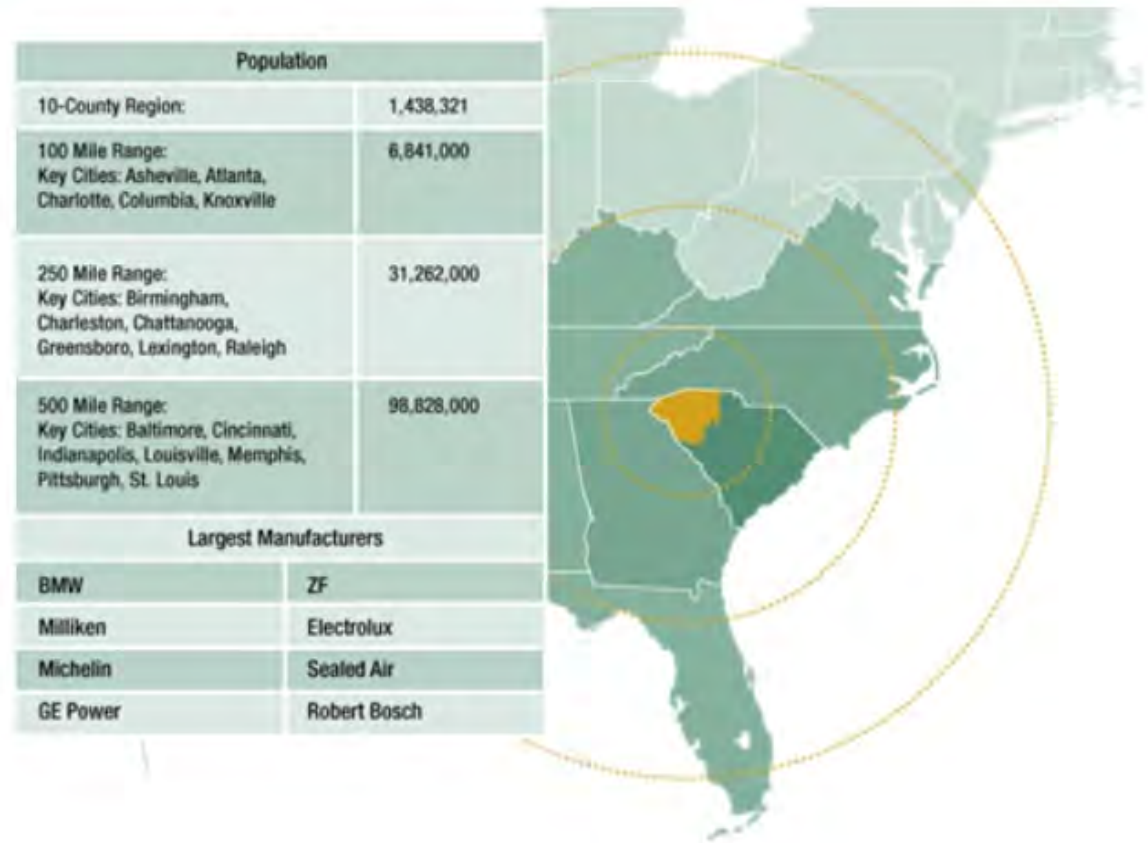 Population
10-County Region: 1,438,321
100 Mile Range: 6,841,000
Key Cities: Asheville, Atlanta,
Charlotte, Columbia, Knoxville
250 Mile Range: 31,262,000
Key Cities: Birmingham,
Charleston, Chattanooga,
Greensboro, Lexington, Raleigh
500 Mile Range: 98,828,000
Key Cities: Baltimore, Cincinnati,
Indianapolis, Louisville, Memphis,
Pittsburgh, St. Louis
Largest Manufacturers
BMW ZF
Milliken Electrolux
Michelin Sealed Air
GE Power Robert Bosch